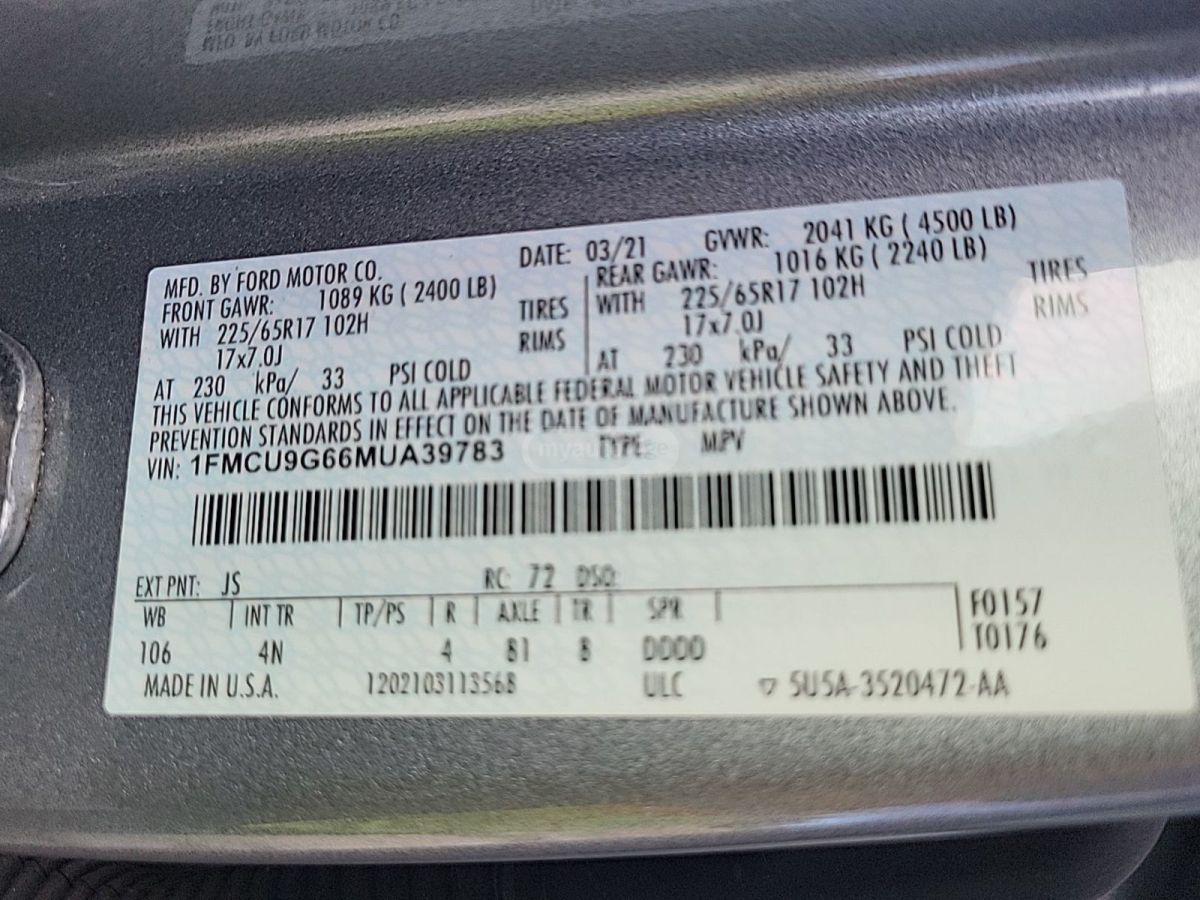 MFD. BY FORD MOTOR CO.
MFD. BY FORD MOTOR CO. DATE: 03/21 GVWR: 2041 KG ( 4500 LB)
FRONT GAWR: 1089 KG ( 2400 LB) REAR GAWR: 1016 KG ( 2240 LB)
WITH 225/65R17 102H TIRES WITH 225/65R17 102H TIRES
17x7.0J RIMS 17x7.0J RIMS
AT 230 kPa/ 33 PSI COLD AT 230 kPa/ 33 PSI COLD
THIS VEHICLE CONFORMS TO ALL APPLICABLE FEDERAL MOTOR VEHICLE SAFETY AND THEFT
PREVENTION STANDARDS IN EFFECT ON THE DATE OF MANUFACTURE SHOWN ABOVE.
VIN: 1FMCU9G66MUA39783 TYPE: MPV
EXT PNT: JS RC: 72 DSO:
WB INT TR TP/PS R AXLE TR SPR F0157
T0176
106 4N 4 81 8 DDDD
MADE IN U.S.A. 1202103113568 ULC ▽ 5U5A-3520472-AA